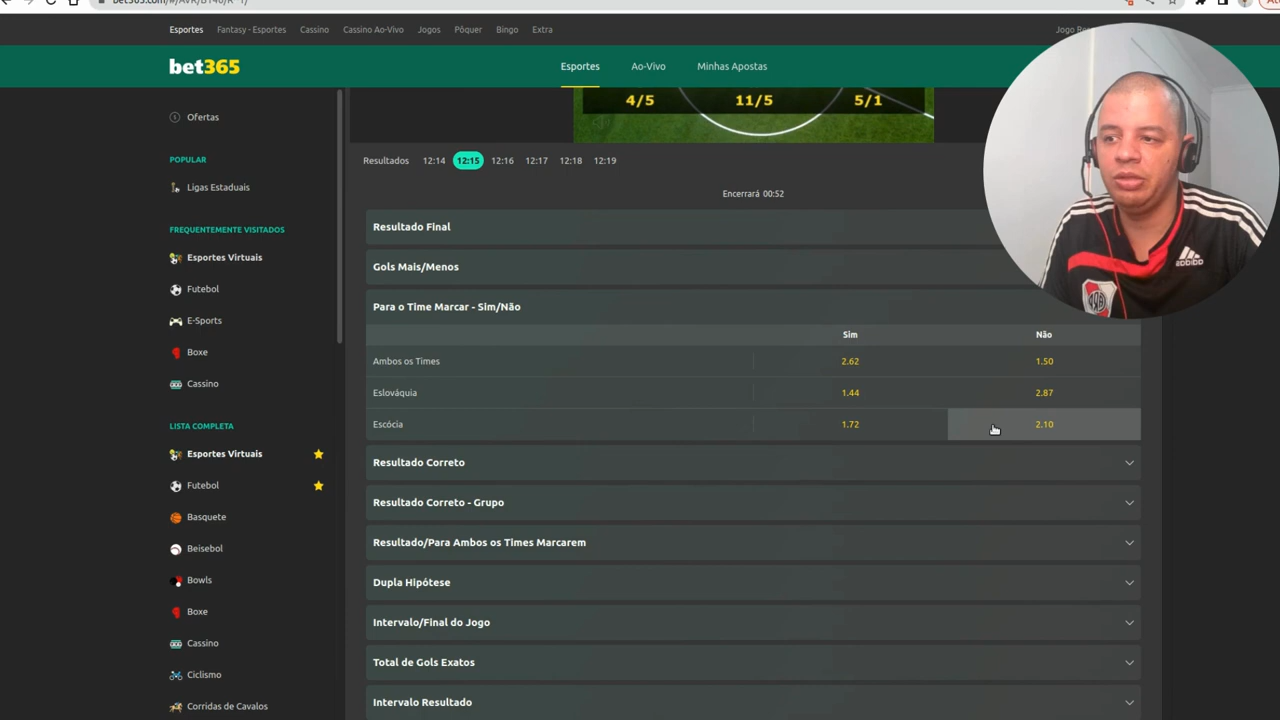 Esportes Fantasy - Esportes Cassino Cassino Ao-Vivo Jogos Pôquer Bingo Extra Jogo
bet365
Esportes Ao-Vivo Minhas Apostas
Ofertas
POPULAR
Ligas Estaduais
FREQUENTEMENTE VISITADOS
Esportes Virtuais
Futebol
E-Sports
Boxe
Cassino
LISTA COMPLETA
Esportes Virtuais
Futebol
Basquete
Beisebol
Bowls
Boxe
Cassino
Ciclismo
Corridas de Cavalos
4/5 11/5 5/1
Resultados 12:14 12:15 12:16 12:17 12:18 12:19
Encerrará 00:52
Resultado Final
Gols Mais/Menos
Para o Time Marcar - Sim/Não
Sim Não
Ambos os Times 2.62 1.50
Eslováquia 1.44 2.87
Escócia 1.72 2.10
Resultado Correto
Resultado Correto - Grupo
Resultado/Para Ambos os Times Marcarem
Dupla Hipótese
Intervalo/Final do Jogo
Total de Gols Exatos
Intervalo Resultado